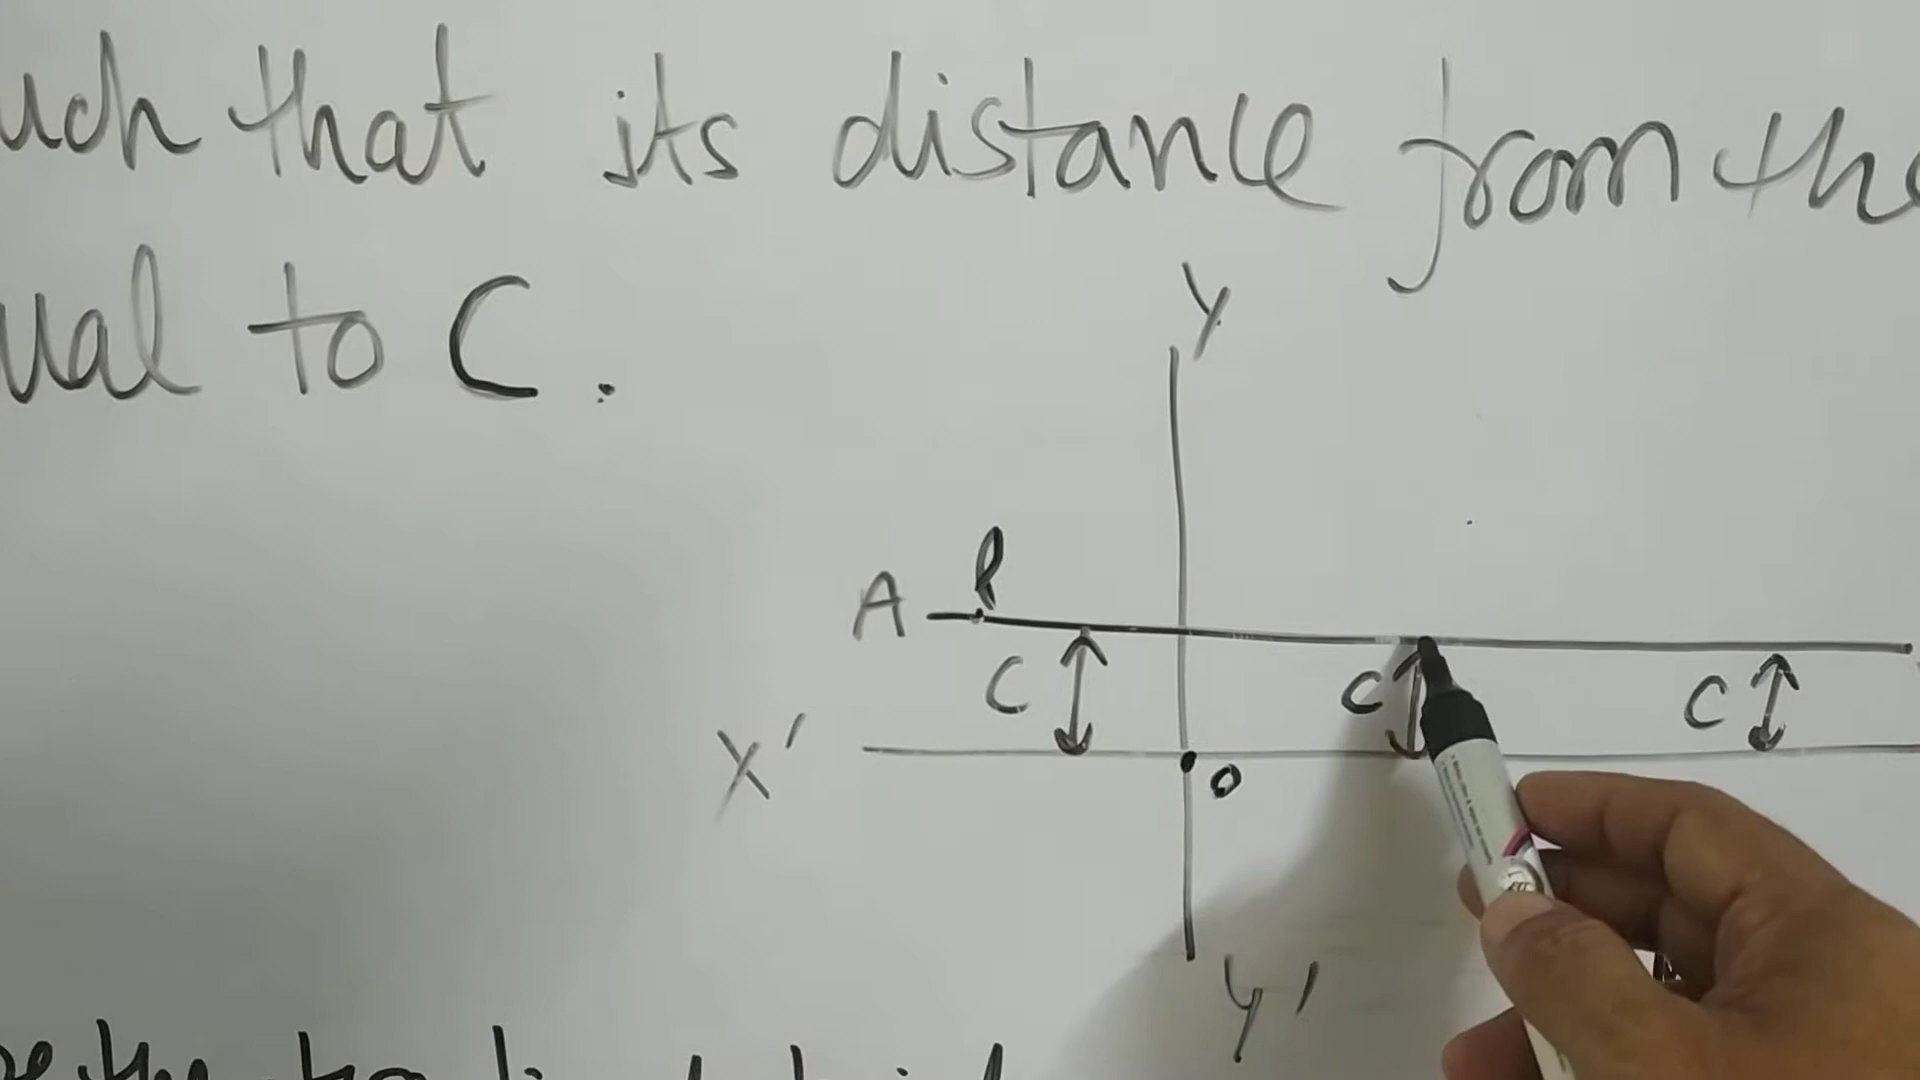 uch that its distance from the
ual to C.
Y
A P
C C C
X'
O
Y'